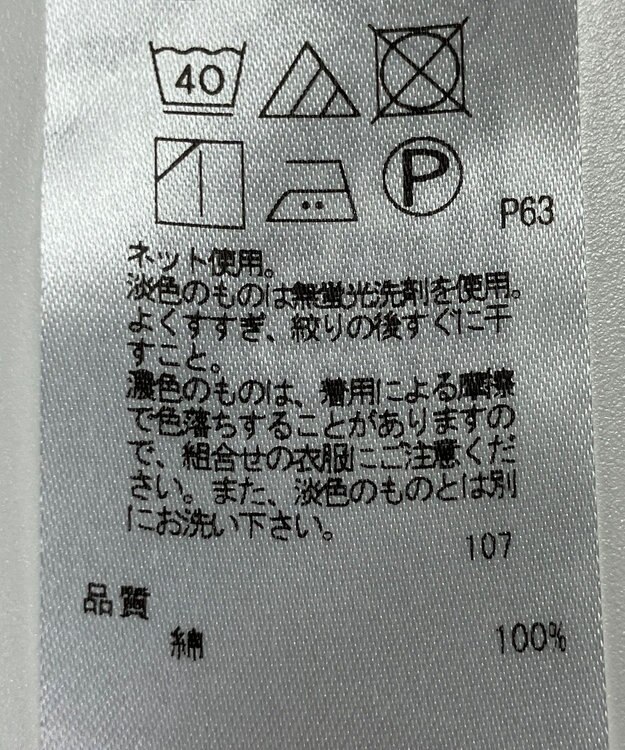 40
P
P63
ネット使用。
淡色のものは無蛍光洗剤を使用。
よくすすぎ、絞りの後すぐに干
すこと。
濃色のものは、着用による摩擦
で色落ちすることがありますの
で、組合せの衣服にご注意くだ
さい。また、淡色のものとは別
にお洗い下さい。
107
品質
綿 100%